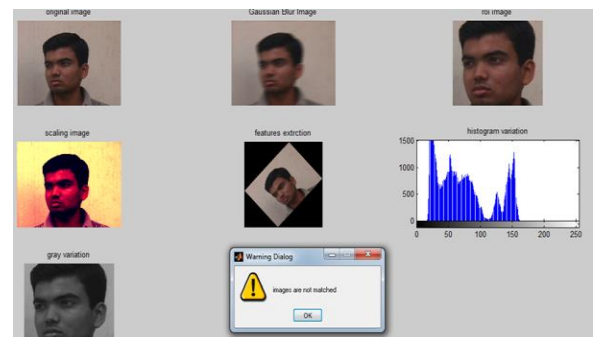 original image
Gaussian Blur Image
roi image
scaling image
features extrction
histogram variation
1500
1000
500
0
0 50 100 150 200 250
gray variation
Warning Dialog
images are not matched
OK